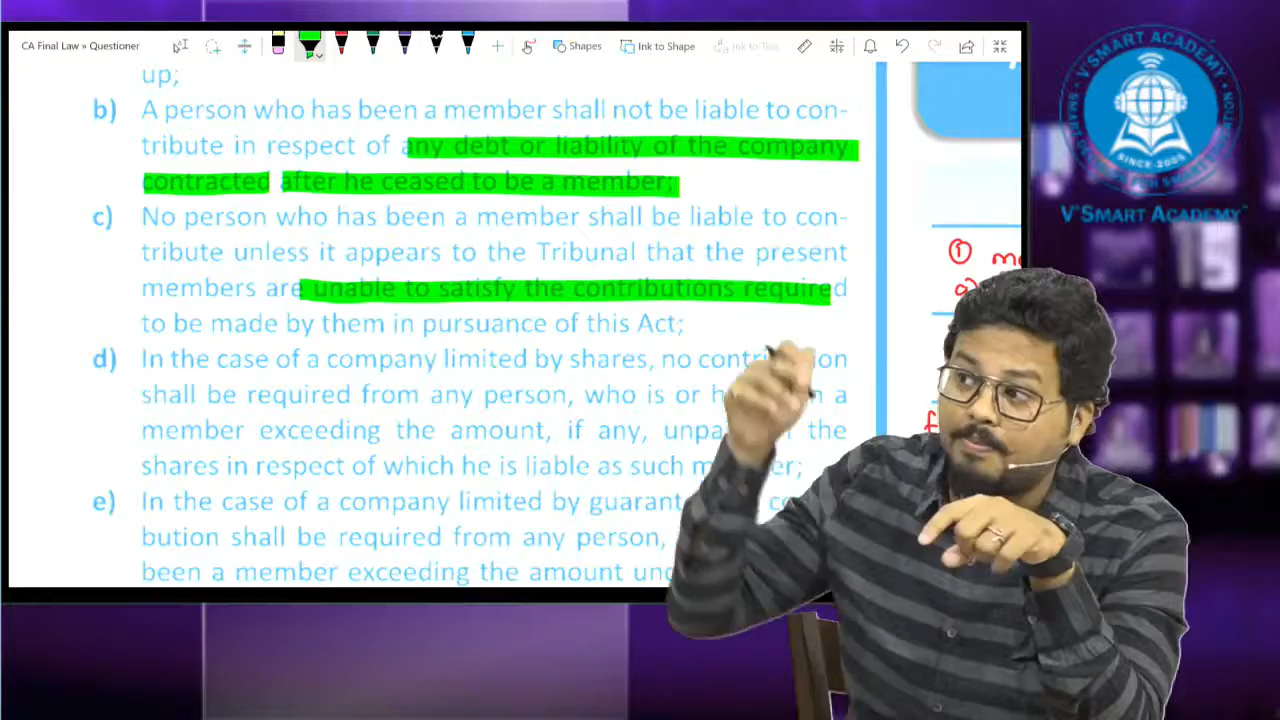 CA Final Law » Questioner
Shapes
Ink to Shape
up;
b) A person who has been a member shall not be liable to con-
tribute in respect of any debt or liability of the company
contracted after he ceased to be a member;
c) No person who has been a member shall be liable to con-
tribute unless it appears to the Tribunal that the present
members are unable to satisfy the contributions required
to be made by them in pursuance of this Act;
d) In the case of a company limited by shares, no
shall be required from any person, who is or a
member exceeding the amount, if any, the
shares in respect of which he is liable as such
e) In the case of a company limited by
bution shall be required from any person,
been a member exceeding the amount
①
V'SMART ACADEMY
SINCE-2005
V'SMART ACADEMY